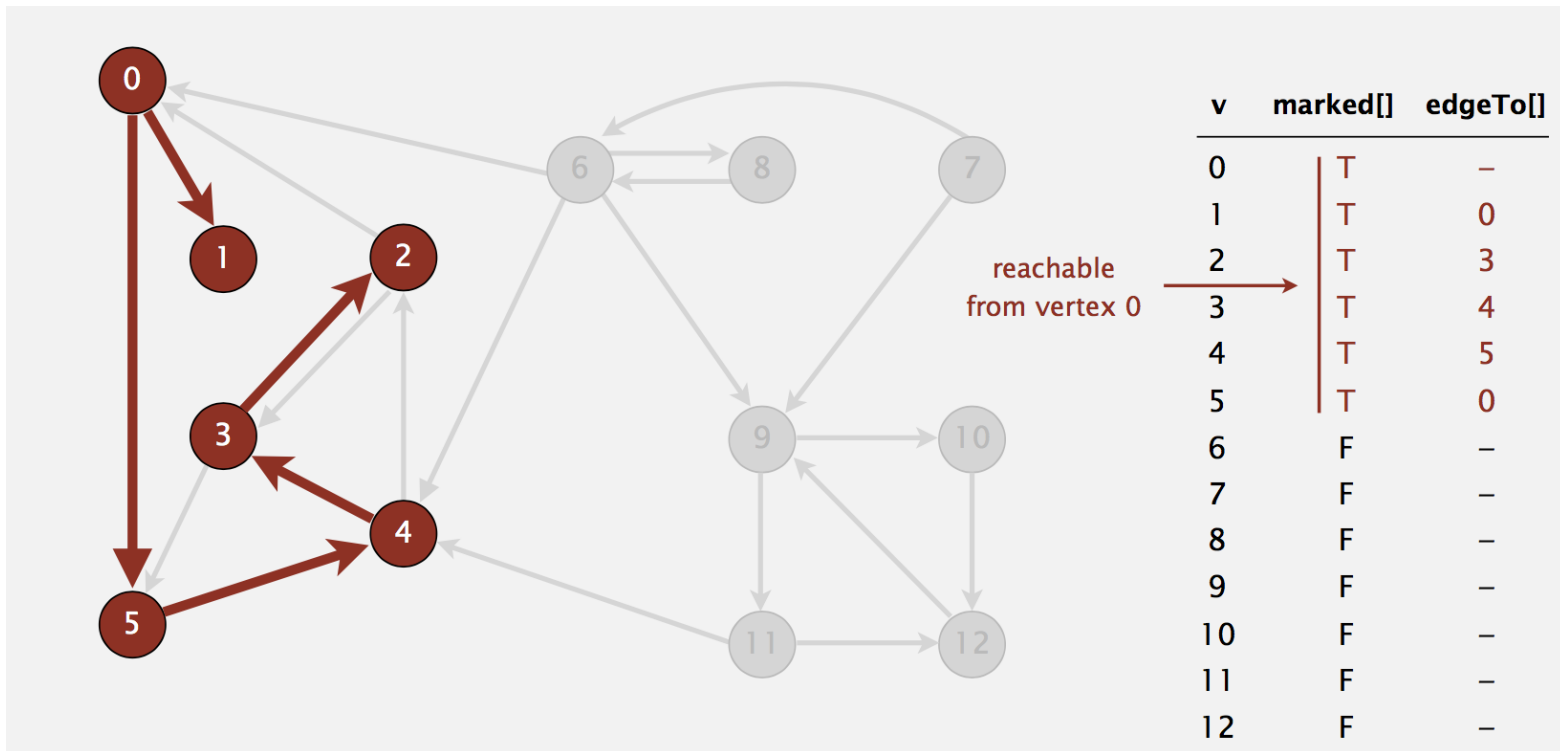 0
6
8
7
1
2
3
9
10
4
5
11
12
reachable
from vertex 0
v marked[] edgeTo[]
0 T –
1 T 0
2 T 3
3 T 4
4 T 5
5 T 0
6 F –
7 F –
8 F –
9 F –
10 F –
11 F –
12 F –